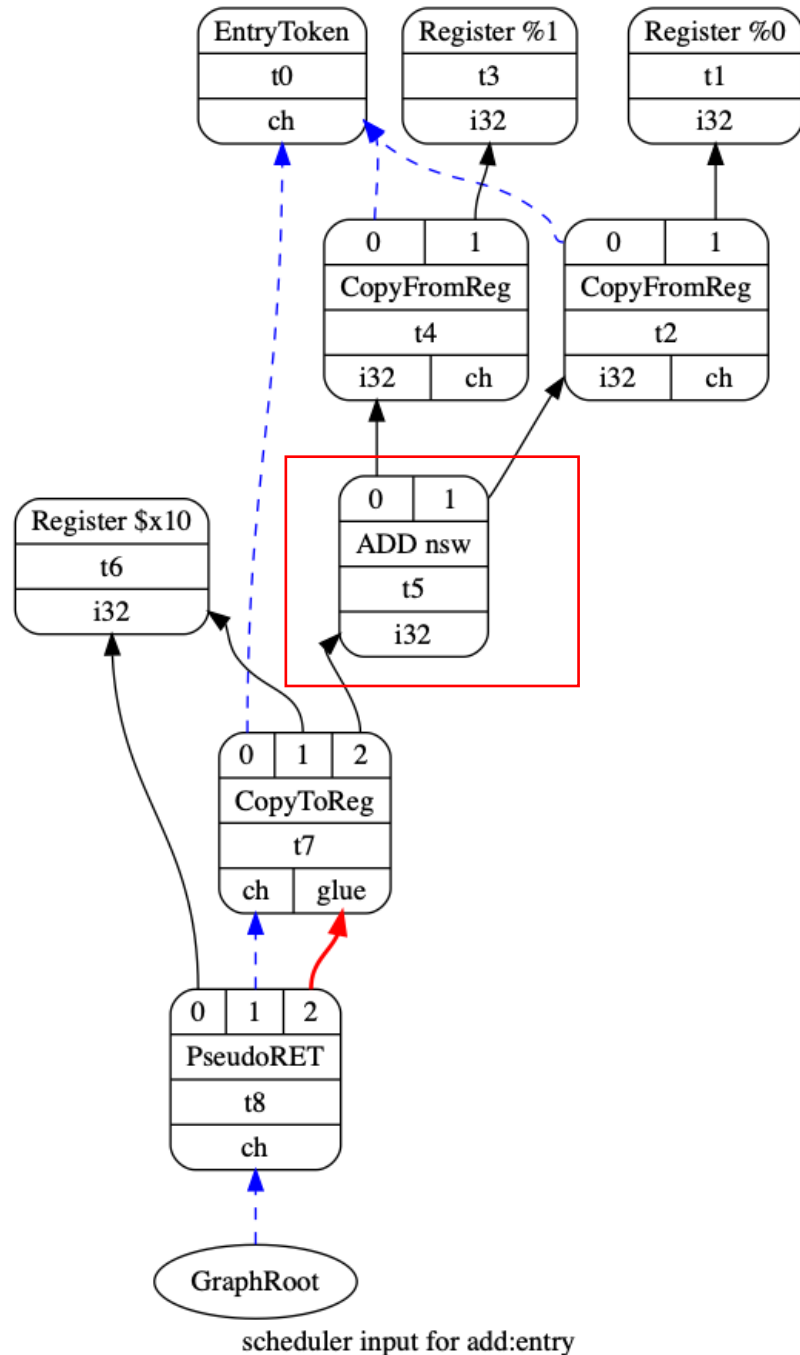 EntryToken
t0
ch
Register %1
t3
i32
Register %0
t1
i32
0 1
CopyFromReg
t4
i32 ch
0 1
CopyFromReg
t2
i32 ch
0 1
ADD nsw
t5
i32
Register $x10
t6
i32
0 1 2
CopyToReg
t7
ch glue
0 1 2
PseudoRET
t8
ch
GraphRoot
scheduler input for add:entry